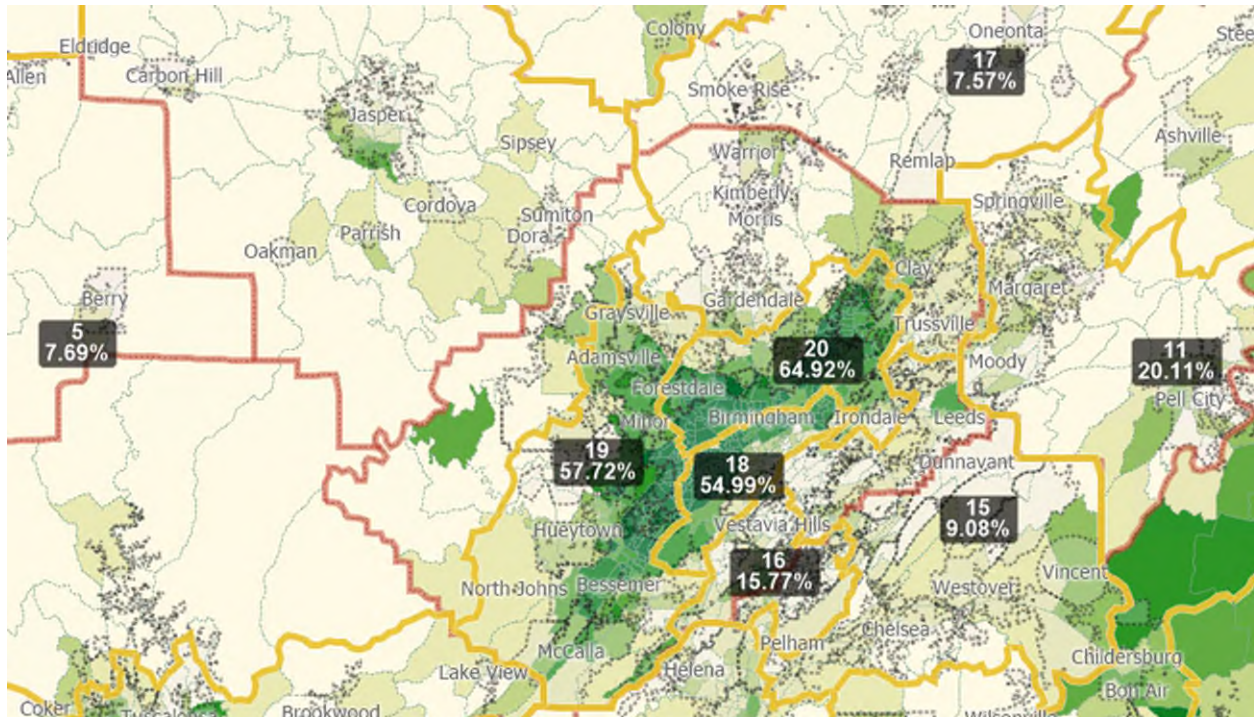 Colony
Oneonta
Eldridge
Allen
Carbon Hill
17
7.57%
Smoke Rise
Jasper
Ashville
Sipsey
Warrior
Remlap
Kimberly
Morris
Springville
Cordova
Sumiton
Dora
Parrish
Oakman
Clay
Margaret
Berry
Gardendale
Graysville
Trussville
5
7.69%
20
64.92%
11
20.11%
Adamsville
Moody
Forestdale
Pell City
Minor
Birmingham
Irondale
Leeds
19
57.72%
18
54.99%
Dunnavant
15
9.08%
Hueytown
Vestavia Hills
16
15.77%
North Johns
Bessemer
Westover
Vincent
Chelsea
Pelham
McCalla
Childersburg
Lake View
Helena
Bon Air
Coker
Tuscaloosa
Brookwood
Wilsonville